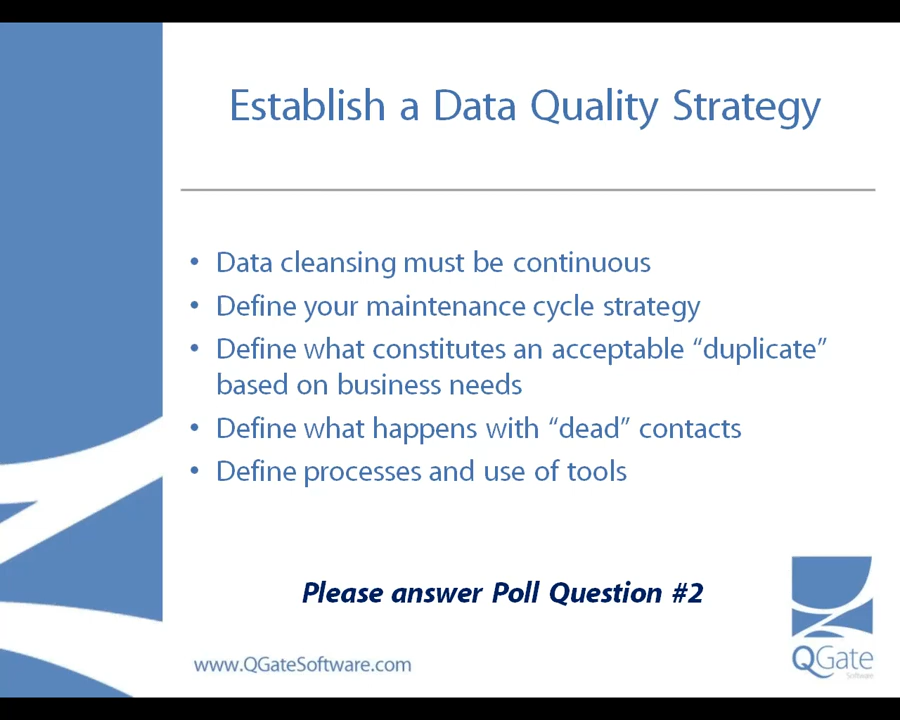 Establish a Data Quality Strategy
• Data cleansing must be continuous
• Define your maintenance cycle strategy
• Define what constitutes an acceptable “duplicate”
based on business needs
• Define what happens with “dead” contacts
• Define processes and use of tools
Please answer Poll Question #2
www.QGateSoftware.com
QGate
Software